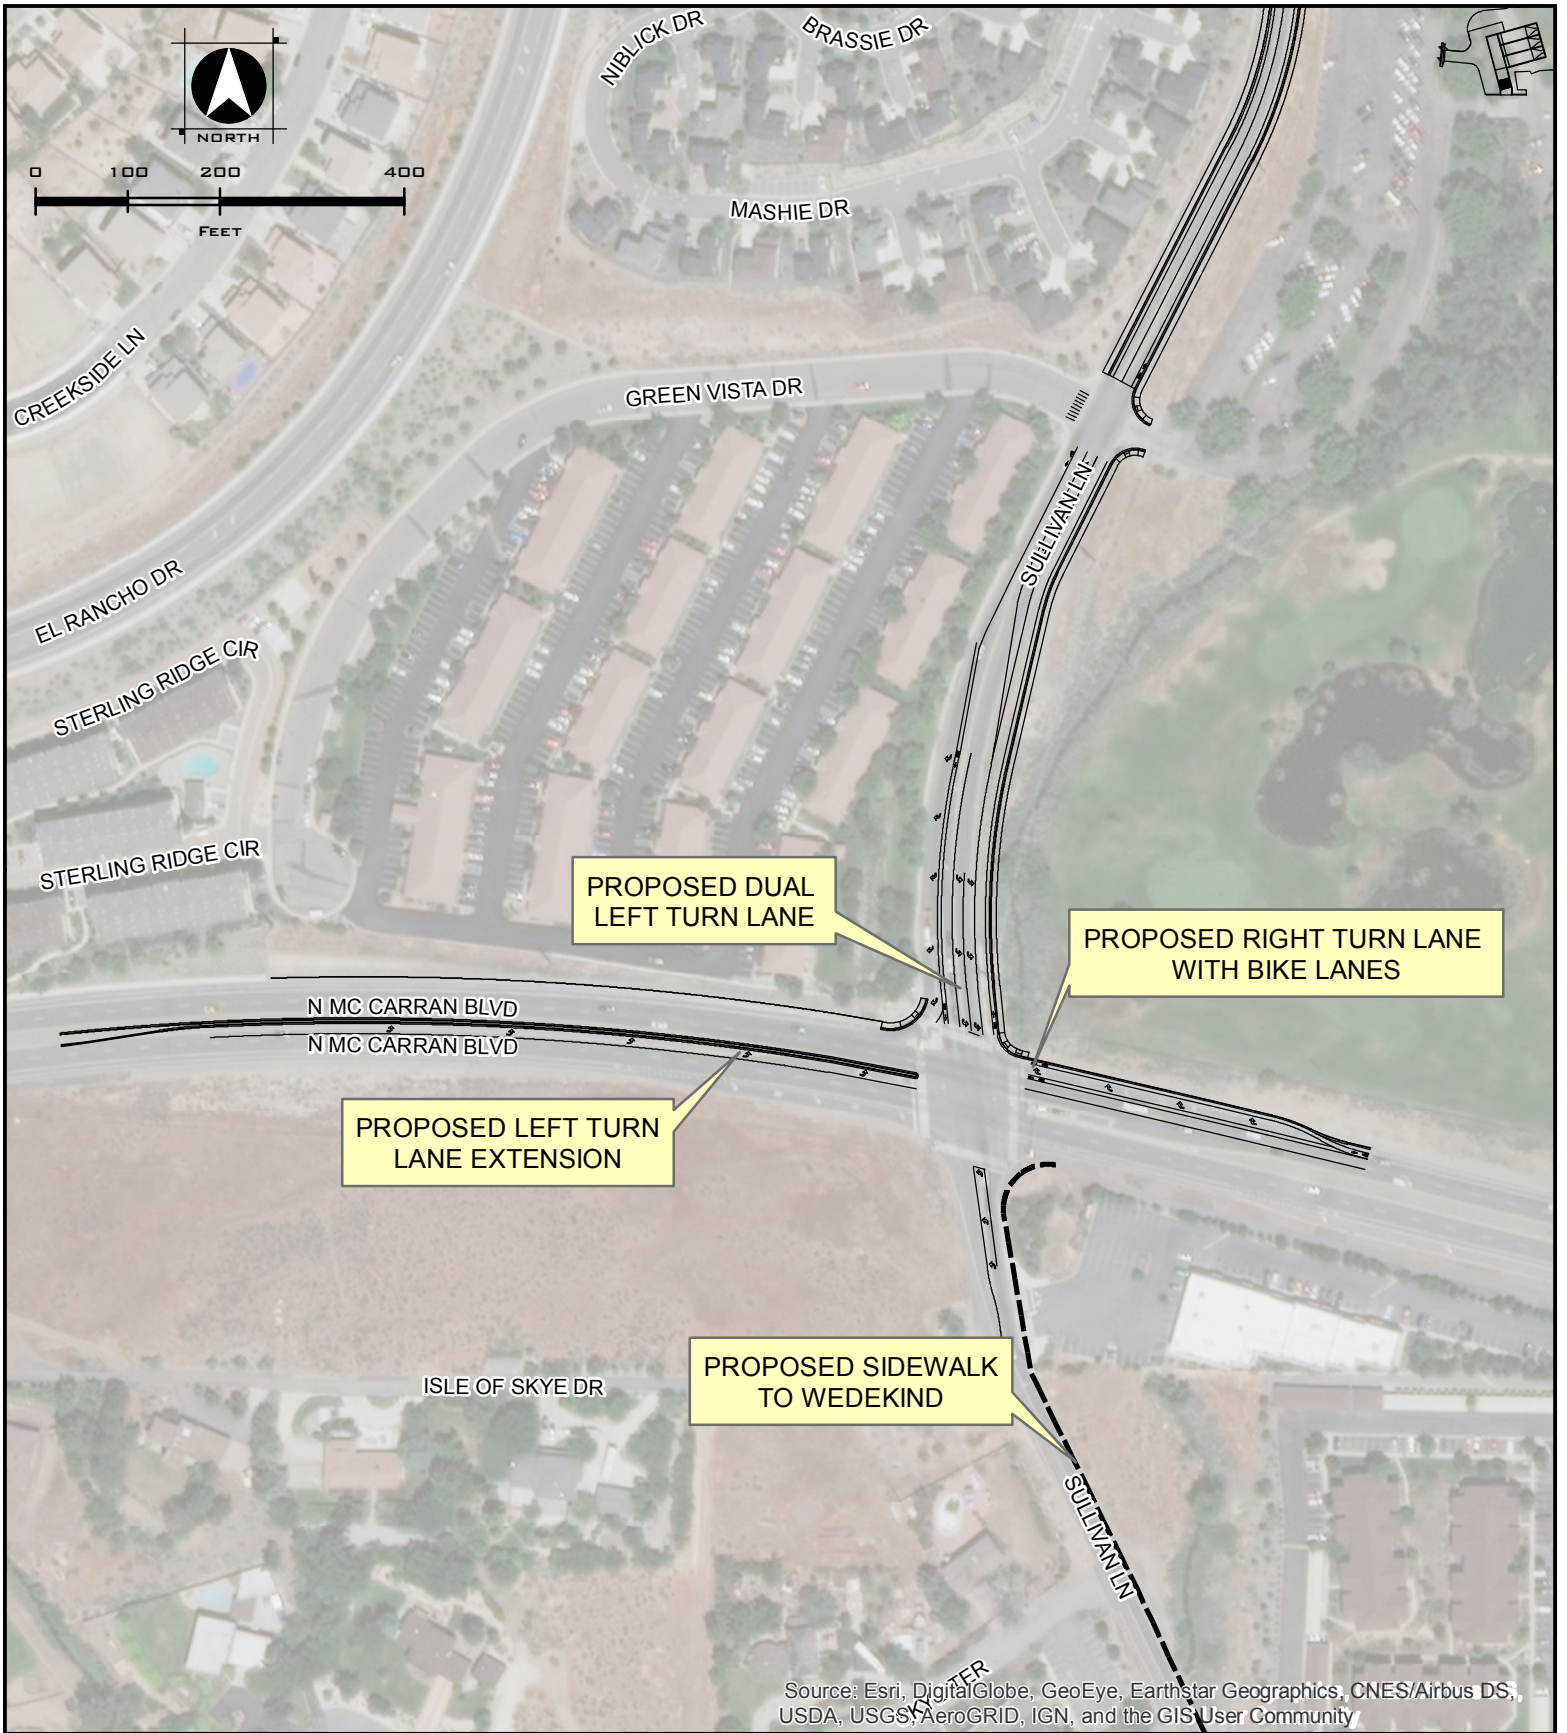 NIBLICK DR
BRASSIE DR
NORTH
0 100 200 400
FEET
MASHIE DR
CREEKSIDE LN
GREEN VISTA DR
SULLIVAN LN
EL RANCHO DR
STERLING RIDGE CIR
STERLING RIDGE CIR
PROPOSED DUAL
LEFT TURN LANE
PROPOSED RIGHT TURN LANE
WITH BIKE LANES
N MC CARRAN BLVD
N MC CARRAN BLVD
PROPOSED LEFT TURN
LANE EXTENSION
PROPOSED SIDEWALK
TO WEDEKIND
ISLE OF SKYE DR
SULLIVAN LN
TER
Source: Esri, DigitalGlobe, GeoEye, Earthstar Geographics, CNES/Airbus DS,
USDA, USGS, AeroGRID, IGN, and the GIS User Community